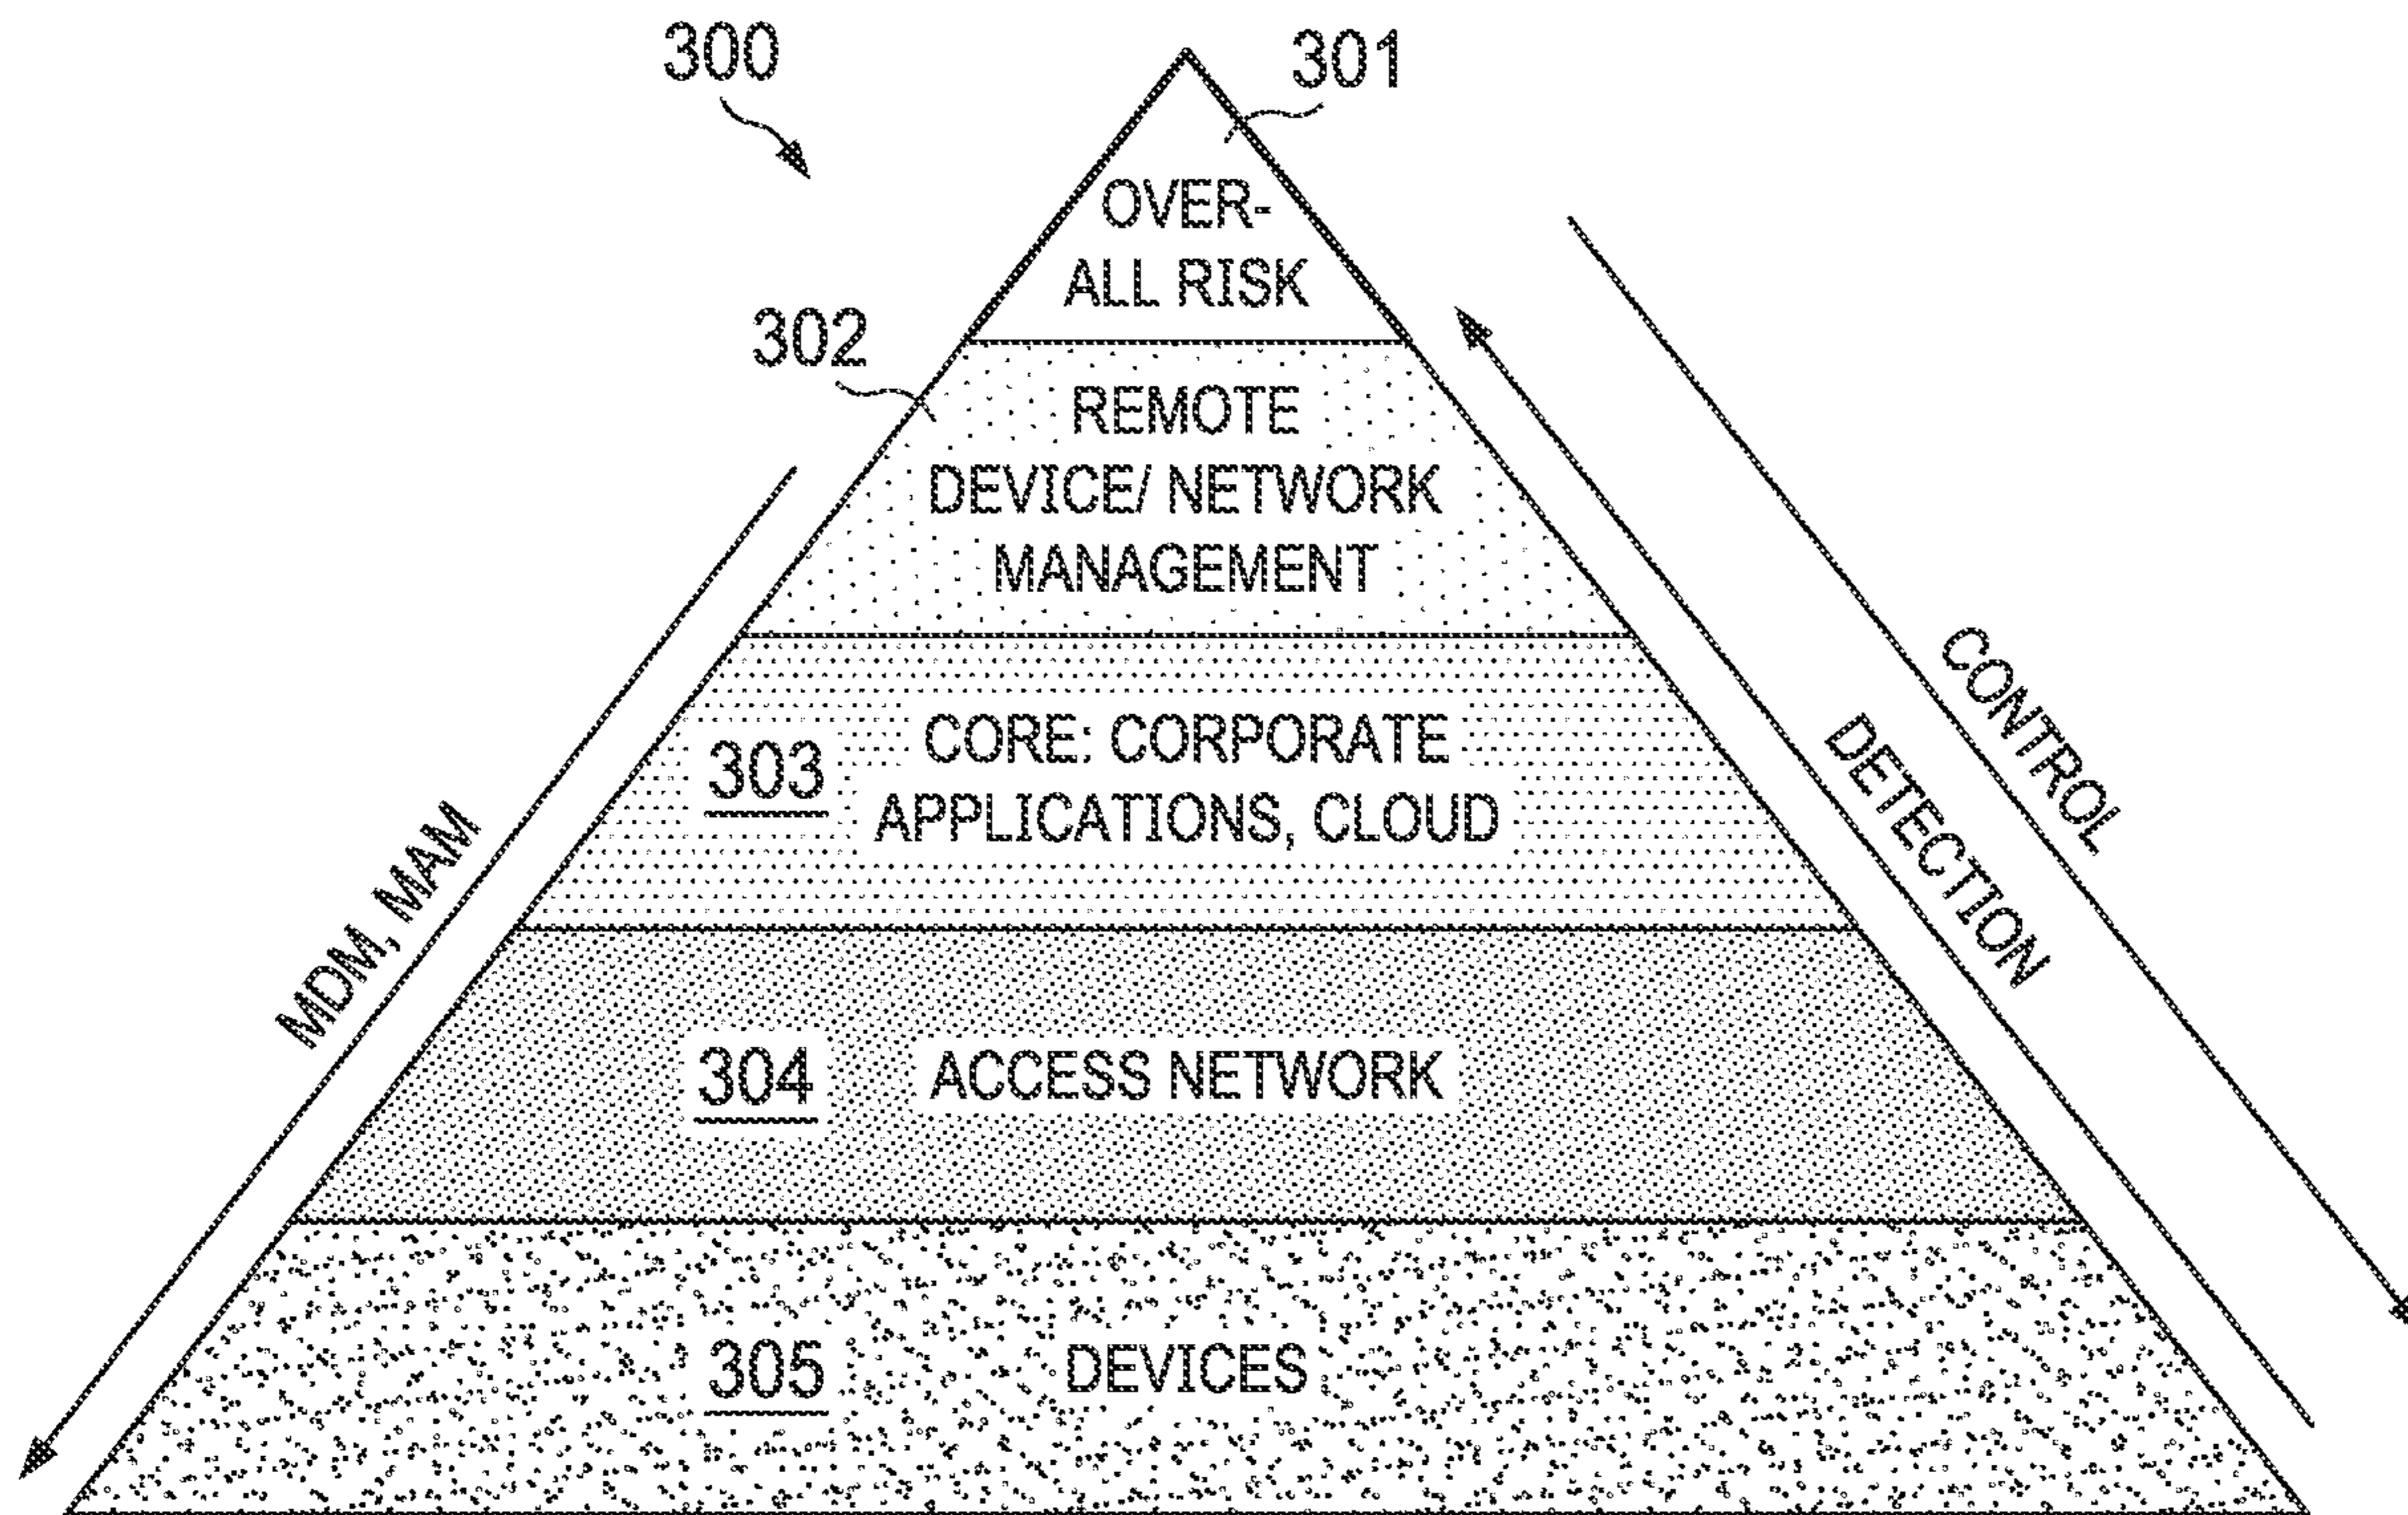 300
301
OVER-
ALL RISK
302
REMOTE
DEVICE/ NETWORK
MANAGEMENT
303
CORE: CORPORATE
APPLICATIONS, CLOUD
MDM, MAM
DETECTION
CONTROL
304
ACCESS NETWORK
305
DEVICES